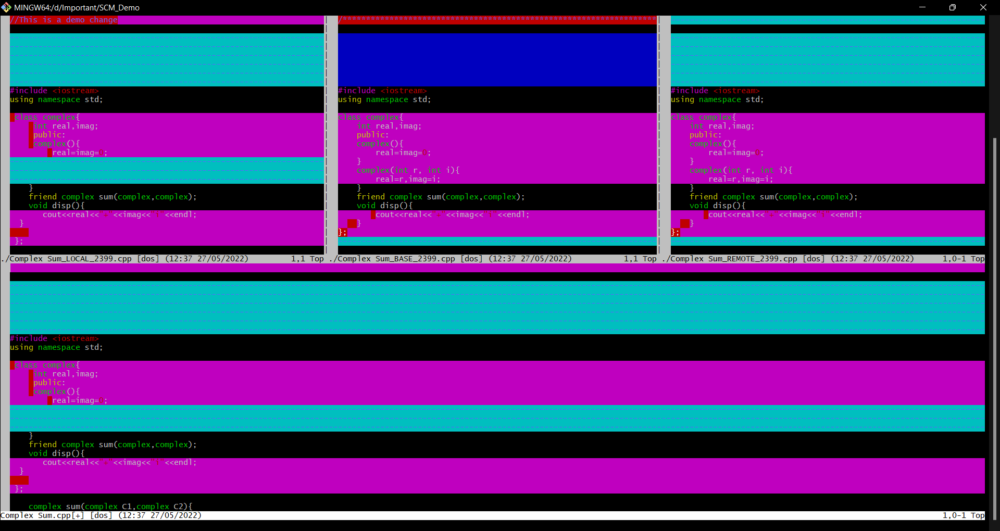 MINGW64:/d/Important/SCM_Demo
//This is a demo change
#include <iostream>
using namespace std;
class complex{
int real,imag;
public:
complex(){
real=imag=0;
}
friend complex sum(complex,complex);
void disp(){
cout<<real<<"+"<<imag<<"i"<<endl;
}
};
./Complex Sum_LOCAL_2399.cpp [dos] (12:37 27/05/2022) 1,1 Top
/*******************************************************************
#include <iostream>
using namespace std;
class complex{
int real,imag;
public:
complex(){
real=imag=0;
}
complex(int r, int i){
real=r,imag=i;
}
friend complex sum(complex,complex);
void disp(){
cout<<real<<"+"<<imag<<"i"<<endl;
}
};
./Complex Sum_BASE_2399.cpp [dos] (12:37 27/05/2022) 1,1 Top
#include <iostream>
using namespace std;
class complex{
int real,imag;
public:
complex(){
real=imag=0;
}
complex(int r, int i){
real=r,imag=i;
}
friend complex sum(complex,complex);
void disp(){
cout<<real<<"+"<<imag<<"i"<<endl;
}
};
./Complex Sum_REMOTE_2399.cpp [dos] (12:37 27/05/2022) 1,0-1 Top
#include <iostream>
using namespace std;
class complex{
int real,imag;
public:
complex(){
real=imag=0;
}
friend complex sum(complex,complex);
void disp(){
cout<<real<<"+"<<imag<<"i"<<endl;
}
};
complex sum(complex C1,complex C2){
Complex Sum.cpp[+] [dos] (12:37 27/05/2022) 1,0-1 Top